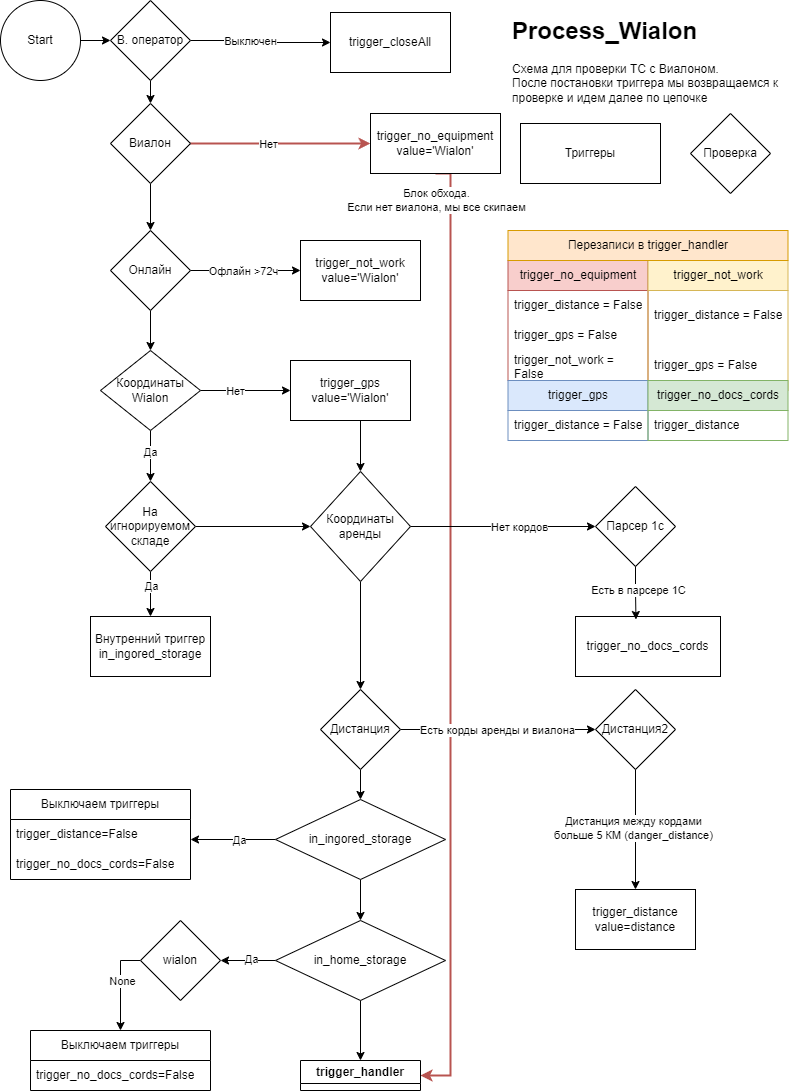 Process_Wialon
Схема для проверки ТС с Виалоном.
После постановки триггера мы возвращаемся к
проверке и идем далее по цепочке
Триггеры
Проверка
Start
В. оператор
Выключен
trigger_closeAll
Виалон
Нет
trigger_no_equipment
value='Wialon'
Блок обхода.
Если нет виалона, мы все скипаем
Онлайн
Офлайн >72ч
trigger_not_work
value='Wialon'
Перезаписи в trigger_handler
trigger_no_equipment
trigger_not_work
trigger_distance = False
trigger_gps = False
trigger_not_work =
False
trigger_distance = False
trigger_gps = False
trigger_gps
trigger_no_docs_cords
trigger_distance = False
trigger_distance
Координаты
Wialon
Нет
trigger_gps
value='Wialon'
Да
На
игнорируемом
складе
Координаты
аренды
Нет кордов
Парсер 1с
Да
Есть в парсере 1С
Внутренний триггер
in_ingored_storage
trigger_no_docs_cords
Дистанция
Есть корды аренды и виалона
Дистанция2
Дистанция между кордами
больше 5 КМ (danger_distance)
trigger_distance
value=distance
Выключаем триггеры
trigger_distance=False
trigger_no_docs_cords=False
Да
in_ingored_storage
wialon
Да
in_home_storage
None
Выключаем триггеры
trigger_no_docs_cords=False
trigger_handler